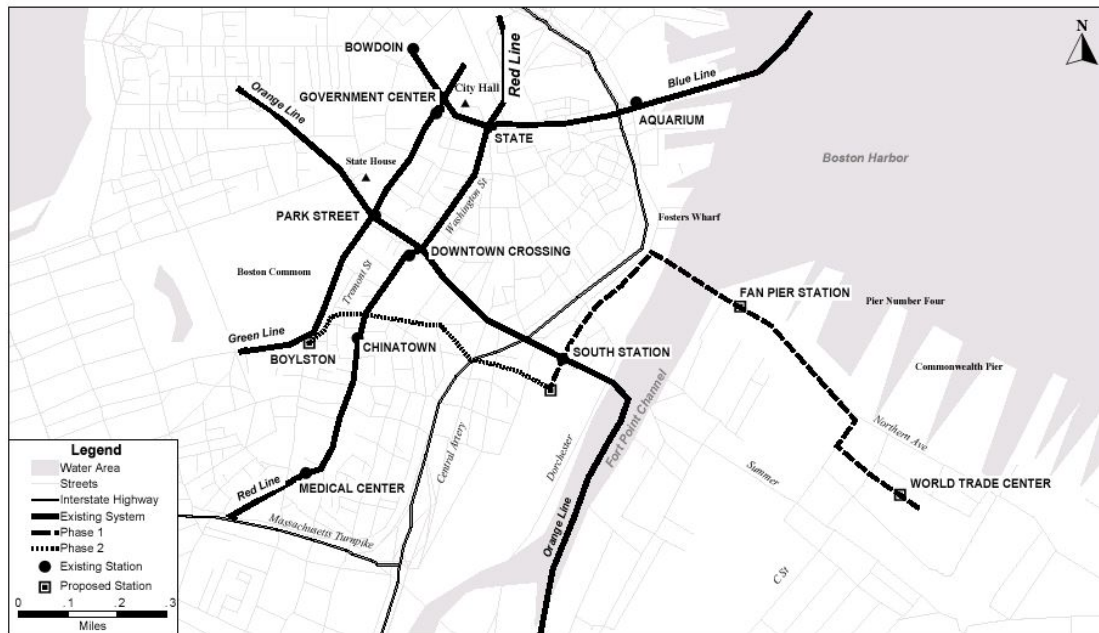 BOWDOIN
Orange Line
GOVERNMENT CENTER
City Hall
Red Line
Blue Line
N
AQUARIUM
STATE
Boston Harbor
State House
Washington St
PARK STREET
Fosters Wharf
DOWNTOWN CROSSING
Boston Commom
Tremont St
FAN PIER STATION
Pier Number Four
Green Line
BOYLSTON
CHINATOWN
SOUTH STATION
Commonwealth Pier
Fort Point Channel
Northern Ave
Central Artery
Dorchester
Summer
WORLD TRADE CENTER
Red Line
MEDICAL CENTER
Orange Line
Massachusetts Turnpike
C St
Legend
Water Area
Streets
Interstate Highway
Existing System
Phase 1
Phase 2
Existing Station
Proposed Station
0 .1 .2 .3
Miles